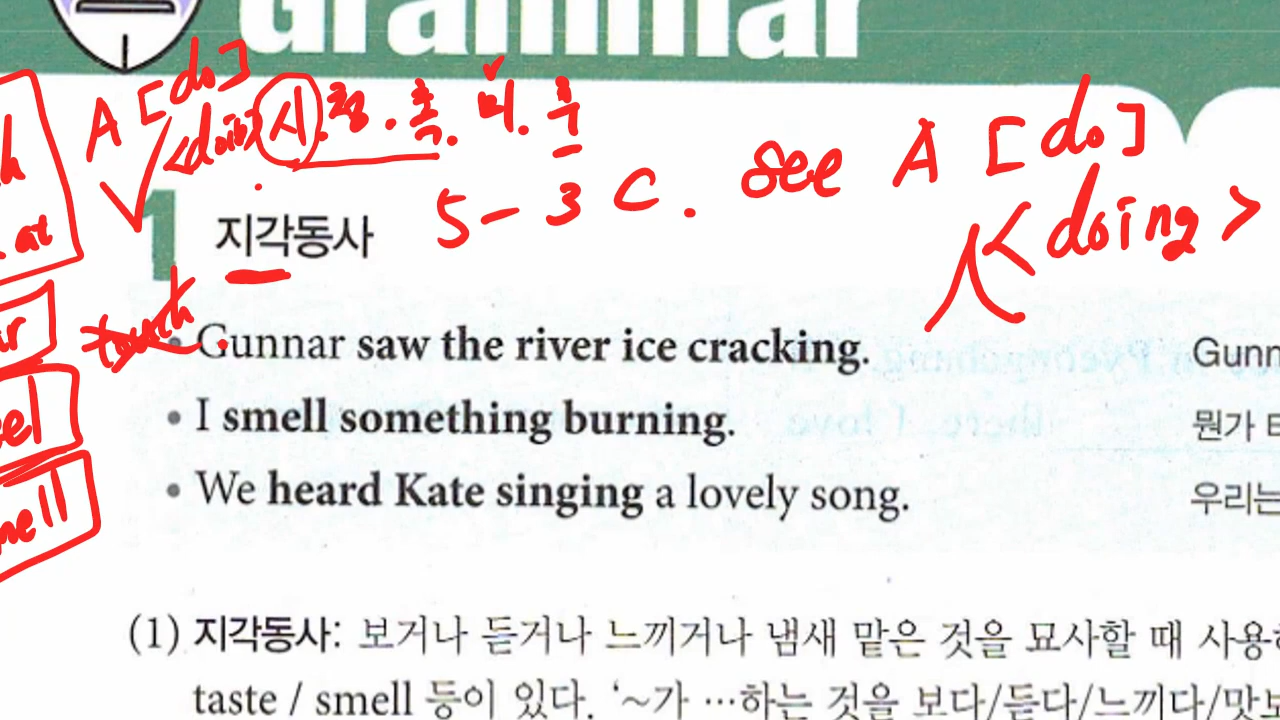 Grammar
A [do]
<doing>
시.청.촉.미.후
5-3 C. see A [do]
<doing>
at
1 지각동사
touch
• Gunnar saw the river ice cracking. Gunn
• I smell something burning. 뭔가 타
• We heard Kate singing a lovely song. 우리는
(1) 지각동사: 보거나 듣거나 느끼거나 냄새 맡은 것을 묘사할 때 사용하
taste / smell 등이 있다. ‘~가 …하는 것을 보다/듣다/느끼다/맛보